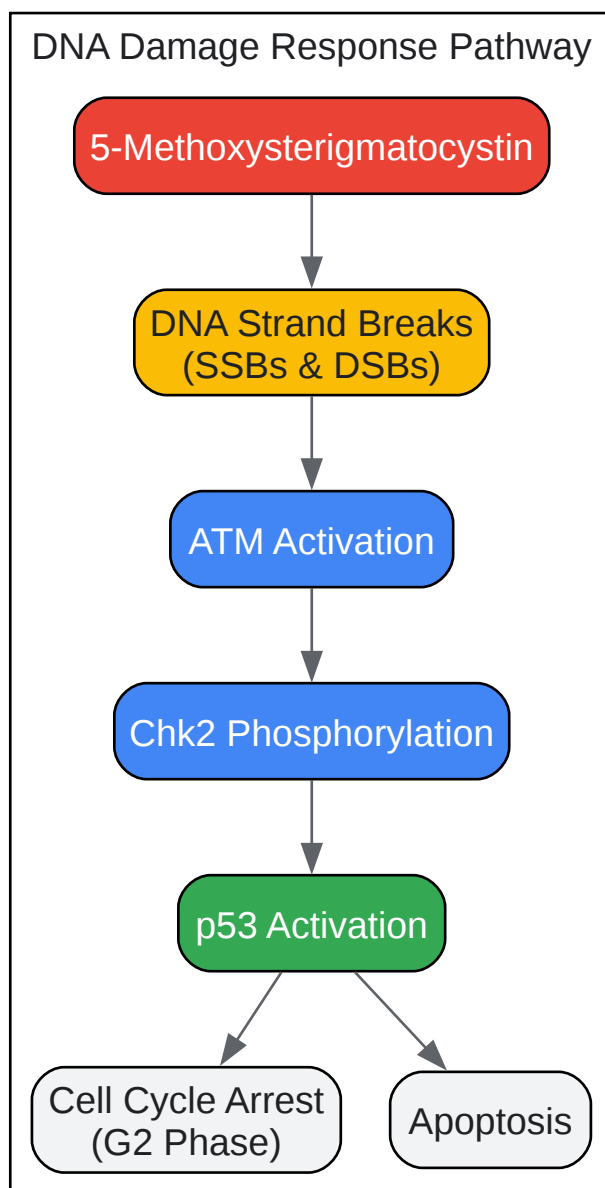 DNA Damage Response Pathway
5-Methoxysterigmatocystin
DNA Strand Breaks
(SSBs & DSBs)
ATM Activation
Chk2 Phosphorylation
p53 Activation
Cell Cycle Arrest
(G2 Phase)
Apoptosis